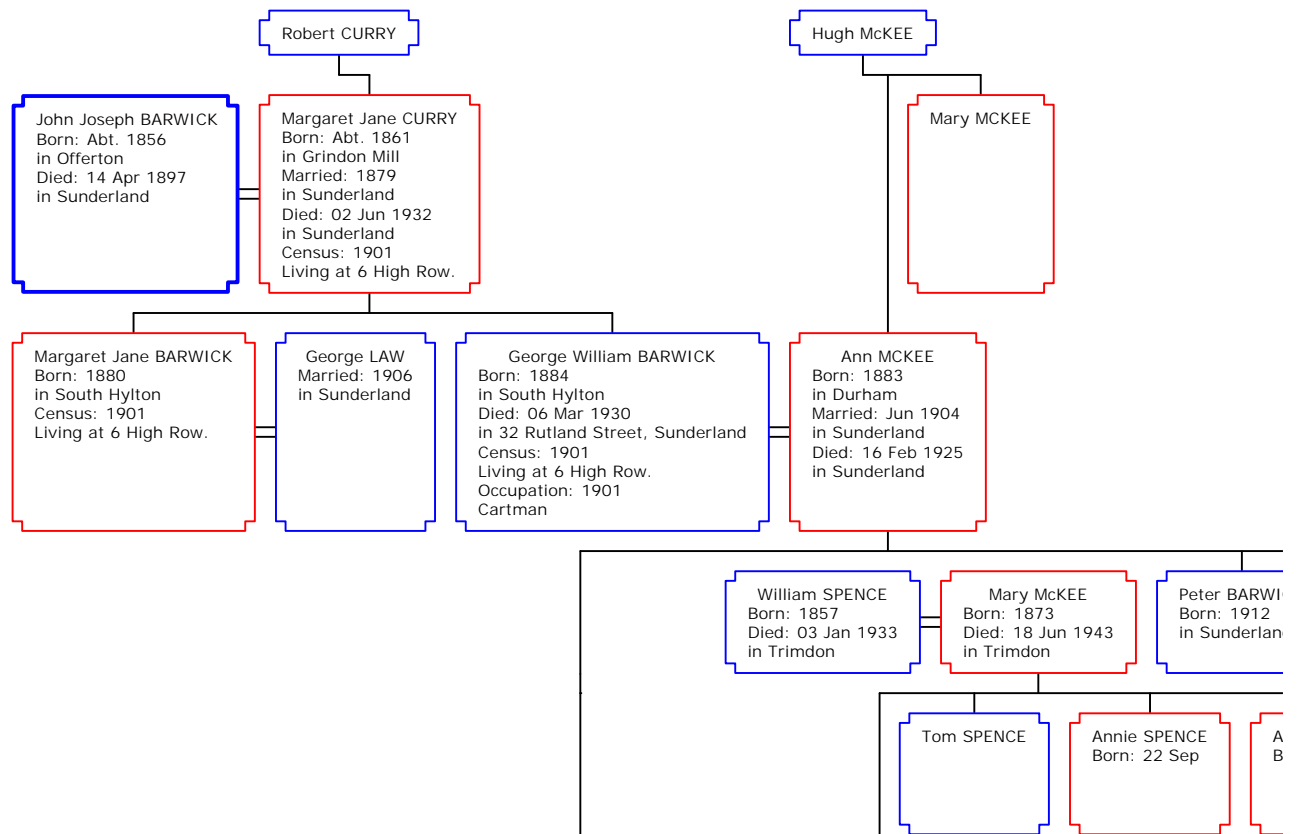 Robert CURRY
Hugh McKEE
John Joseph BARWICK
Born: Abt. 1856
in Offerton
Died: 14 Apr 1897
in Sunderland
Margaret Jane CURRY
Born: Abt. 1861
in Grindon Mill
Married: 1879
in Sunderland
Died: 02 Jun 1932
in Sunderland
Census: 1901
Living at 6 High Row.
Mary MCKEE
Margaret Jane BARWICK
Born: 1880
in South Hylton
Census: 1901
Living at 6 High Row.
George LAW
Married: 1906
in Sunderland
George William BARWICK
Born: 1884
in South Hylton
Died: 06 Mar 1930
in 32 Rutland Street, Sunderland
Census: 1901
Living at 6 High Row.
Occupation: 1901
Cartman
Ann MCKEE
Born: 1883
in Durham
Married: Jun 1904
in Sunderland
Died: 16 Feb 1925
in Sunderland
William SPENCE
Born: 1857
Died: 03 Jan 1933
in Trimdon
Mary McKEE
Born: 1873
Died: 18 Jun 1943
in Trimdon
Peter
Born: 1912
in
Tom SPENCE
Annie SPENCE
Born: 22 Sep